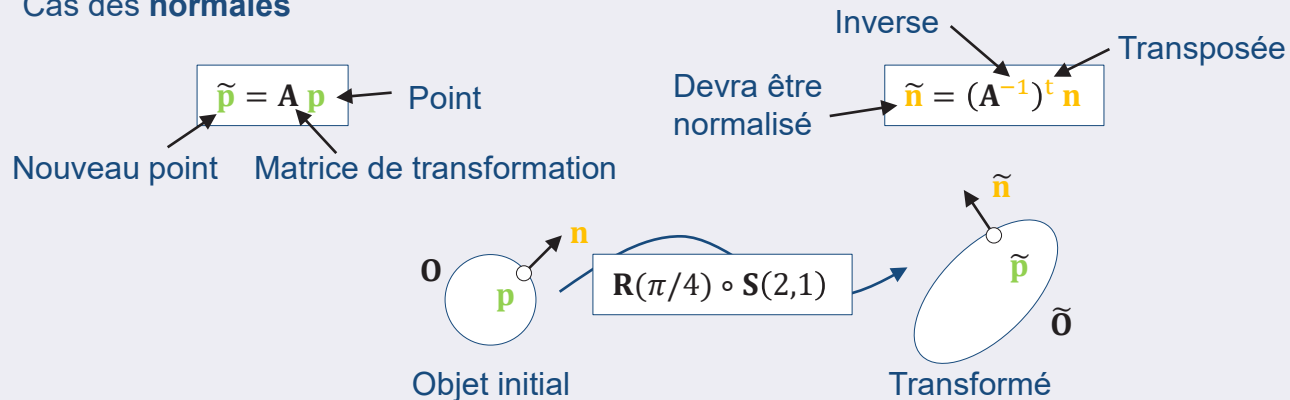 Cas des normales
Inverse
Transposée
p̃ = A p
Point
Devra être
normalisé
ñ = (A⁻¹)ᵗ n
Nouveau point
Matrice de transformation
ñ
n
O
p
R(π/4) ∘ S(2,1)
p̃
Õ
Objet initial
Transformé